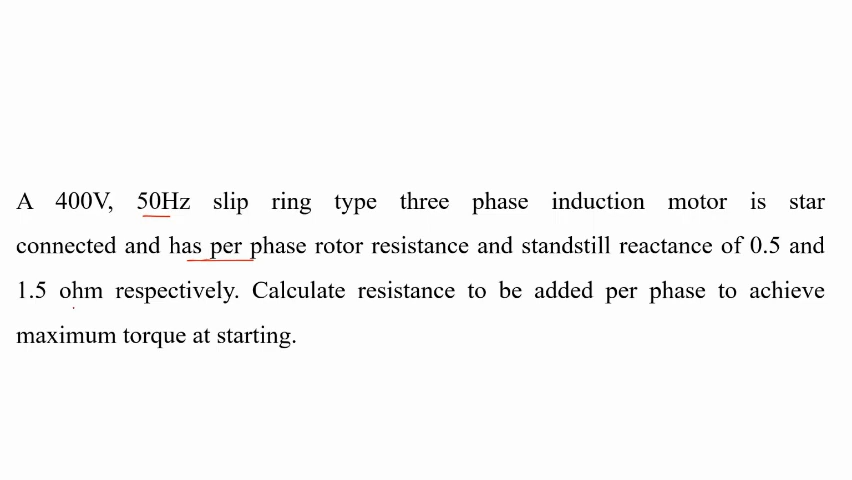 A 400V, 50Hz slip ring type three phase induction motor is star
connected and has per phase rotor resistance and standstill reactance of 0.5 and
1.5 ohm respectively. Calculate resistance to be added per phase to achieve
maximum torque at starting.